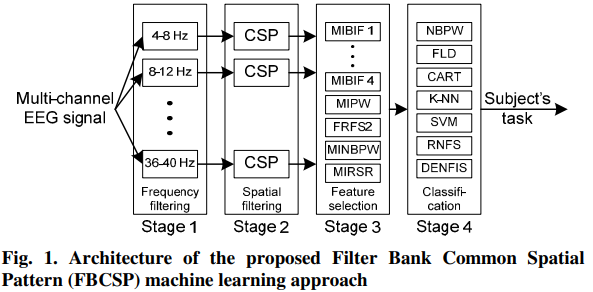 Multi-channel
EEG signal
4-8 Hz
8-12 Hz
36-40 Hz
Frequency
filtering
Stage 1
CSP
CSP
CSP
Spatial
filtering
Stage 2
MIBIF 1
MIBIF 4
MIPW
FRFS2
MINBPW
MIRSR
Feature
selection
Stage 3
NBPW
FLD
CART
K-NN
SVM
RNFS
DENFIS
Classifi-
cation
Stage 4
Subject's
task
Fig. 1. Architecture of the proposed Filter Bank Common Spatial
Pattern (FBCSP) machine learning approach